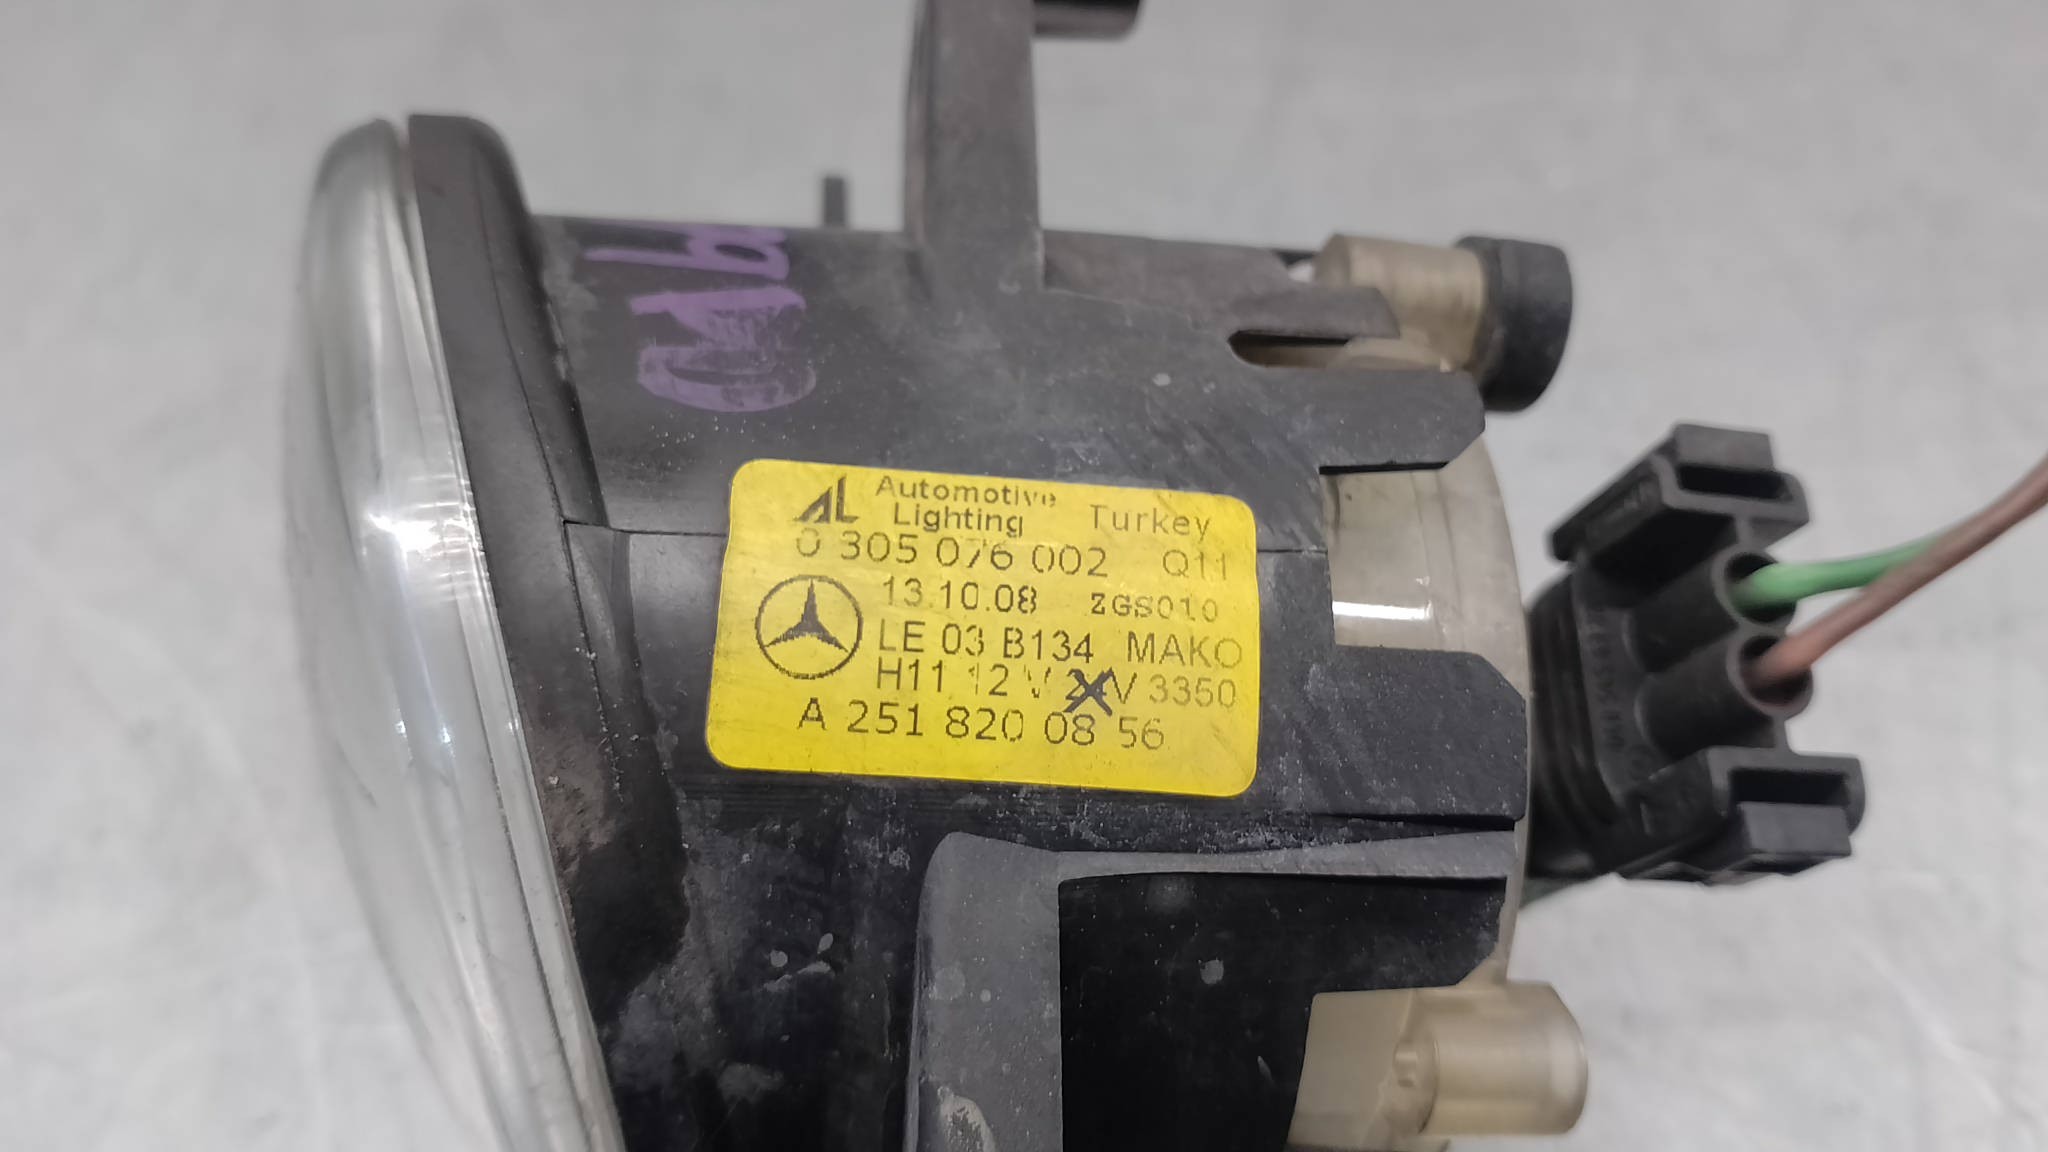 AL Automotive Lighting Turkey
0 305 076 002 Q11
13.10.08 ZGS010
LE 03 B134 MAKO
H11 12 V 24V 3350
A 251 820 08 56